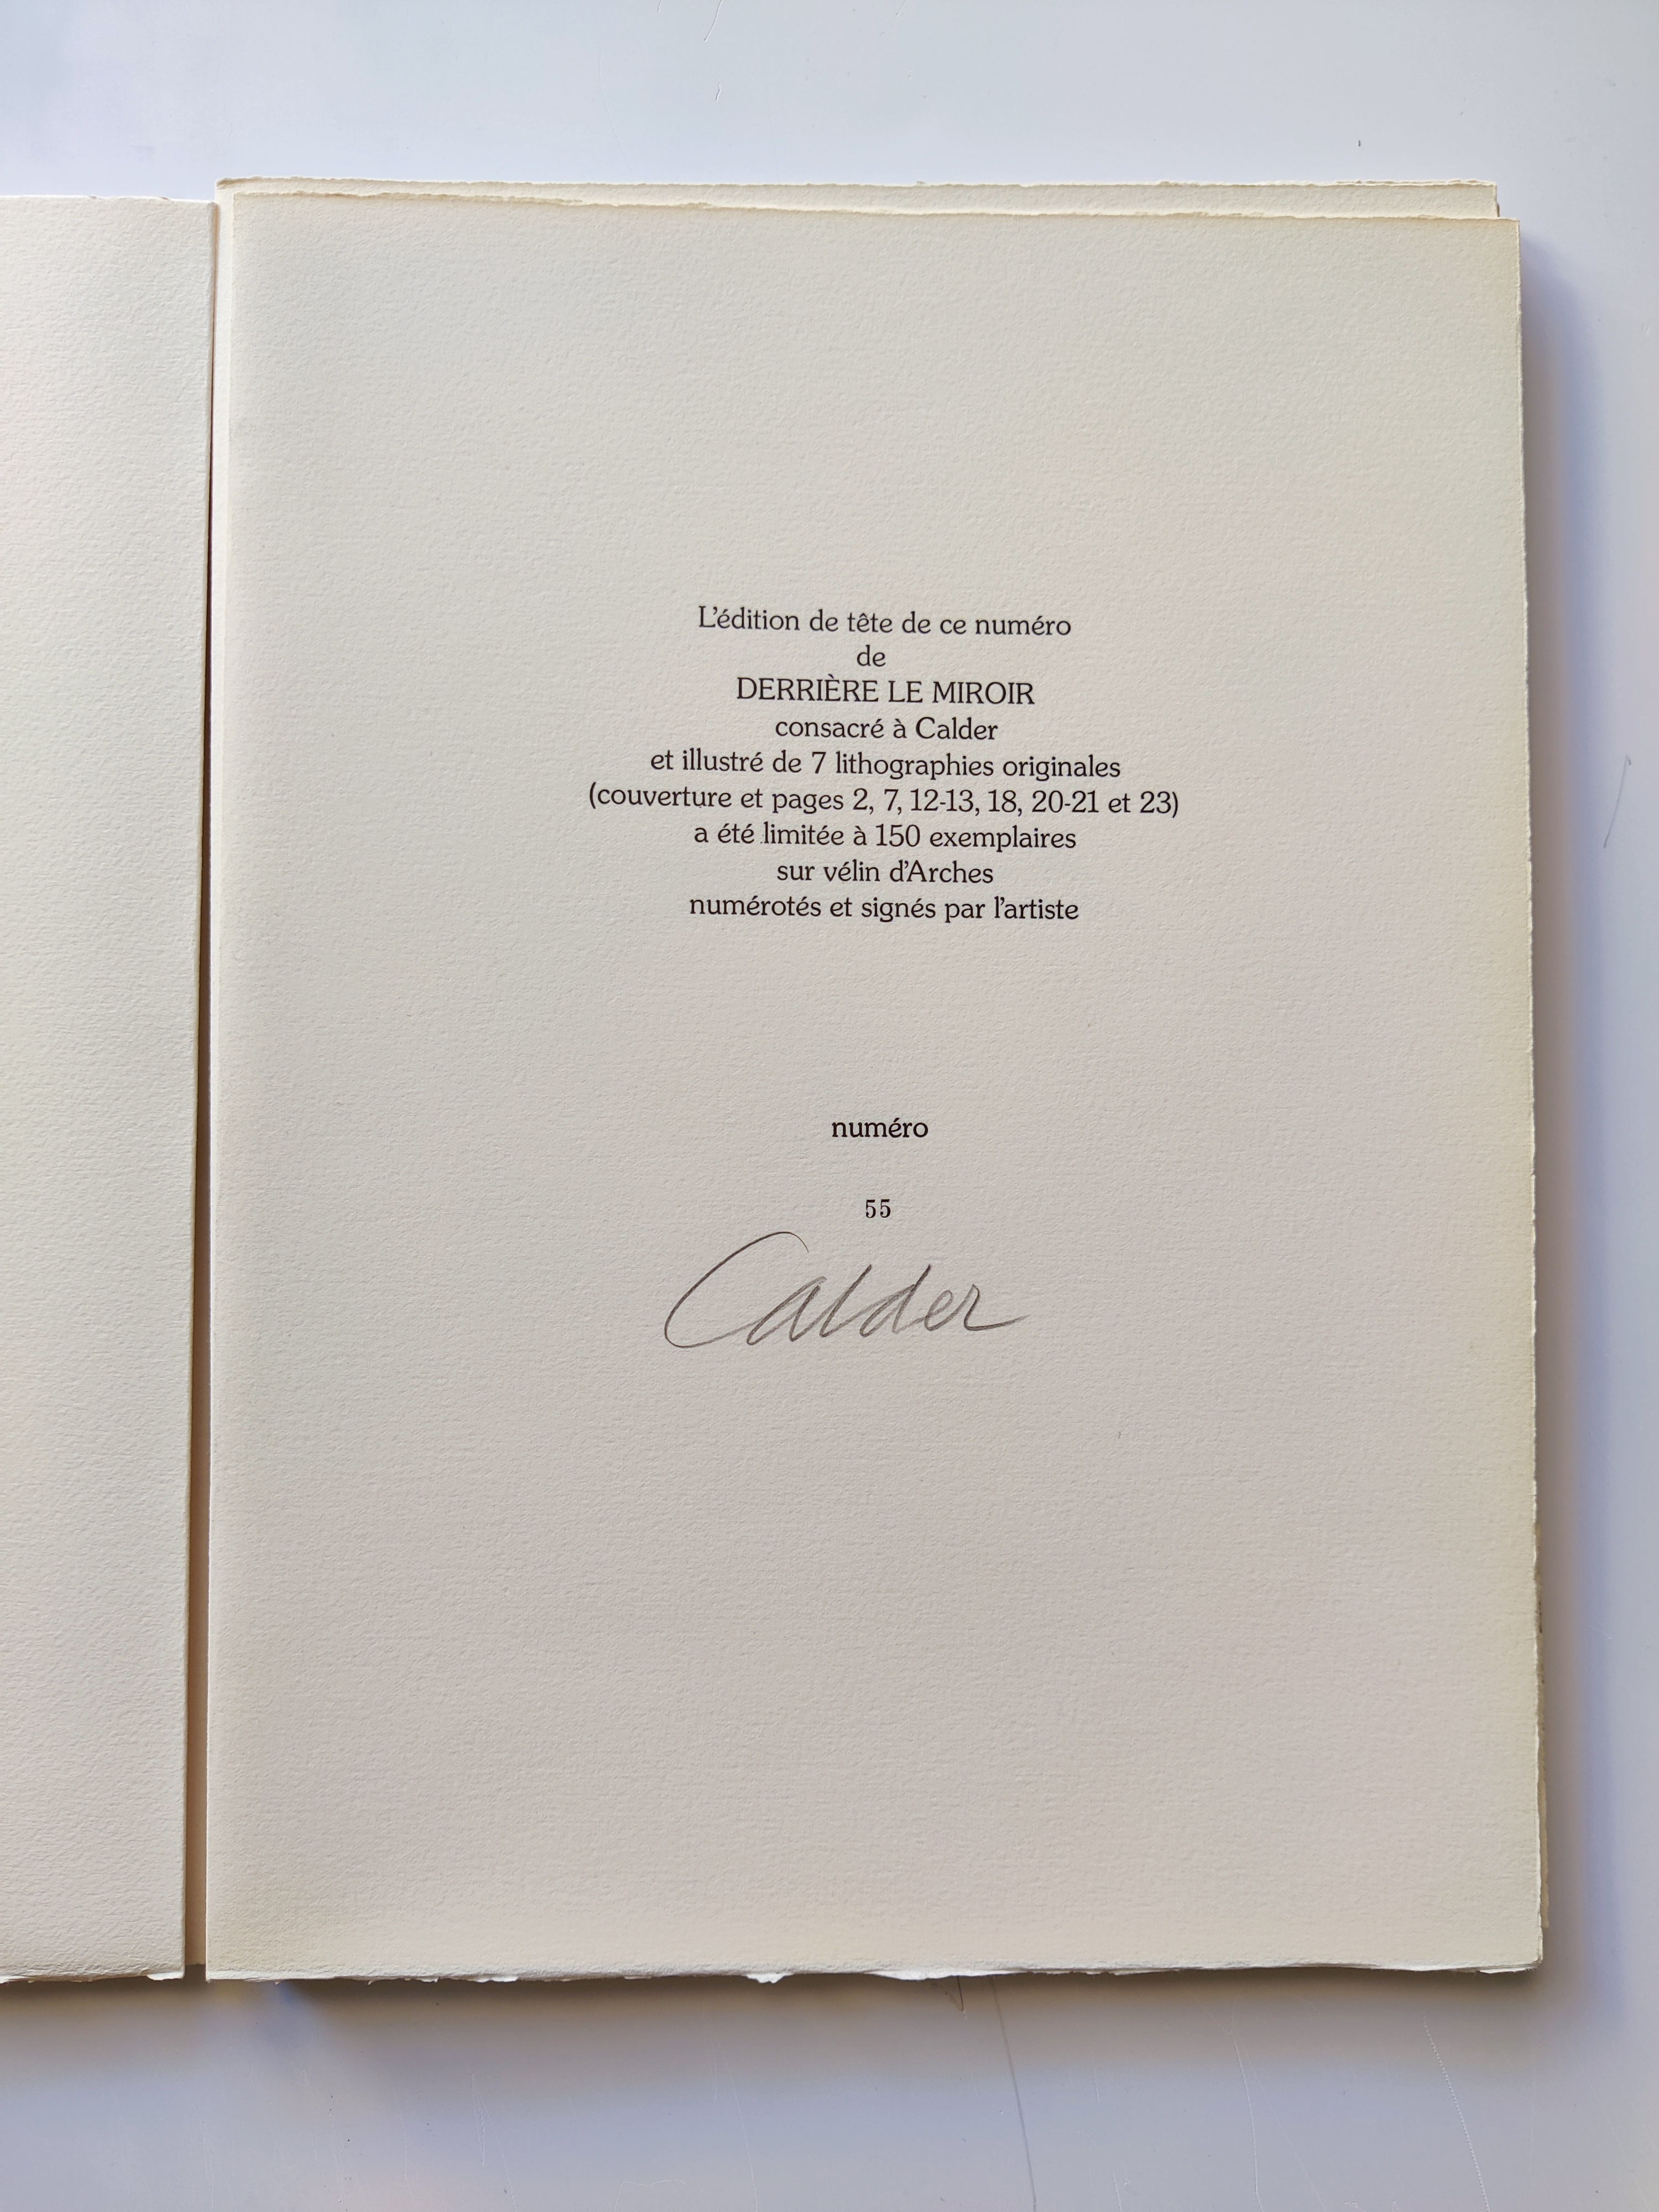 L'édition de tête de ce numéro
de
DERRIÈRE LE MIROIR
consacré à Calder
et illustré de 7 lithographies originales
(couverture et pages 2, 7, 12-13, 18, 20-21 et 23)
a été limitée à 150 exemplaires
sur vélin d'Arches
numérotés et signés par l'artiste
numéro
55
Calder